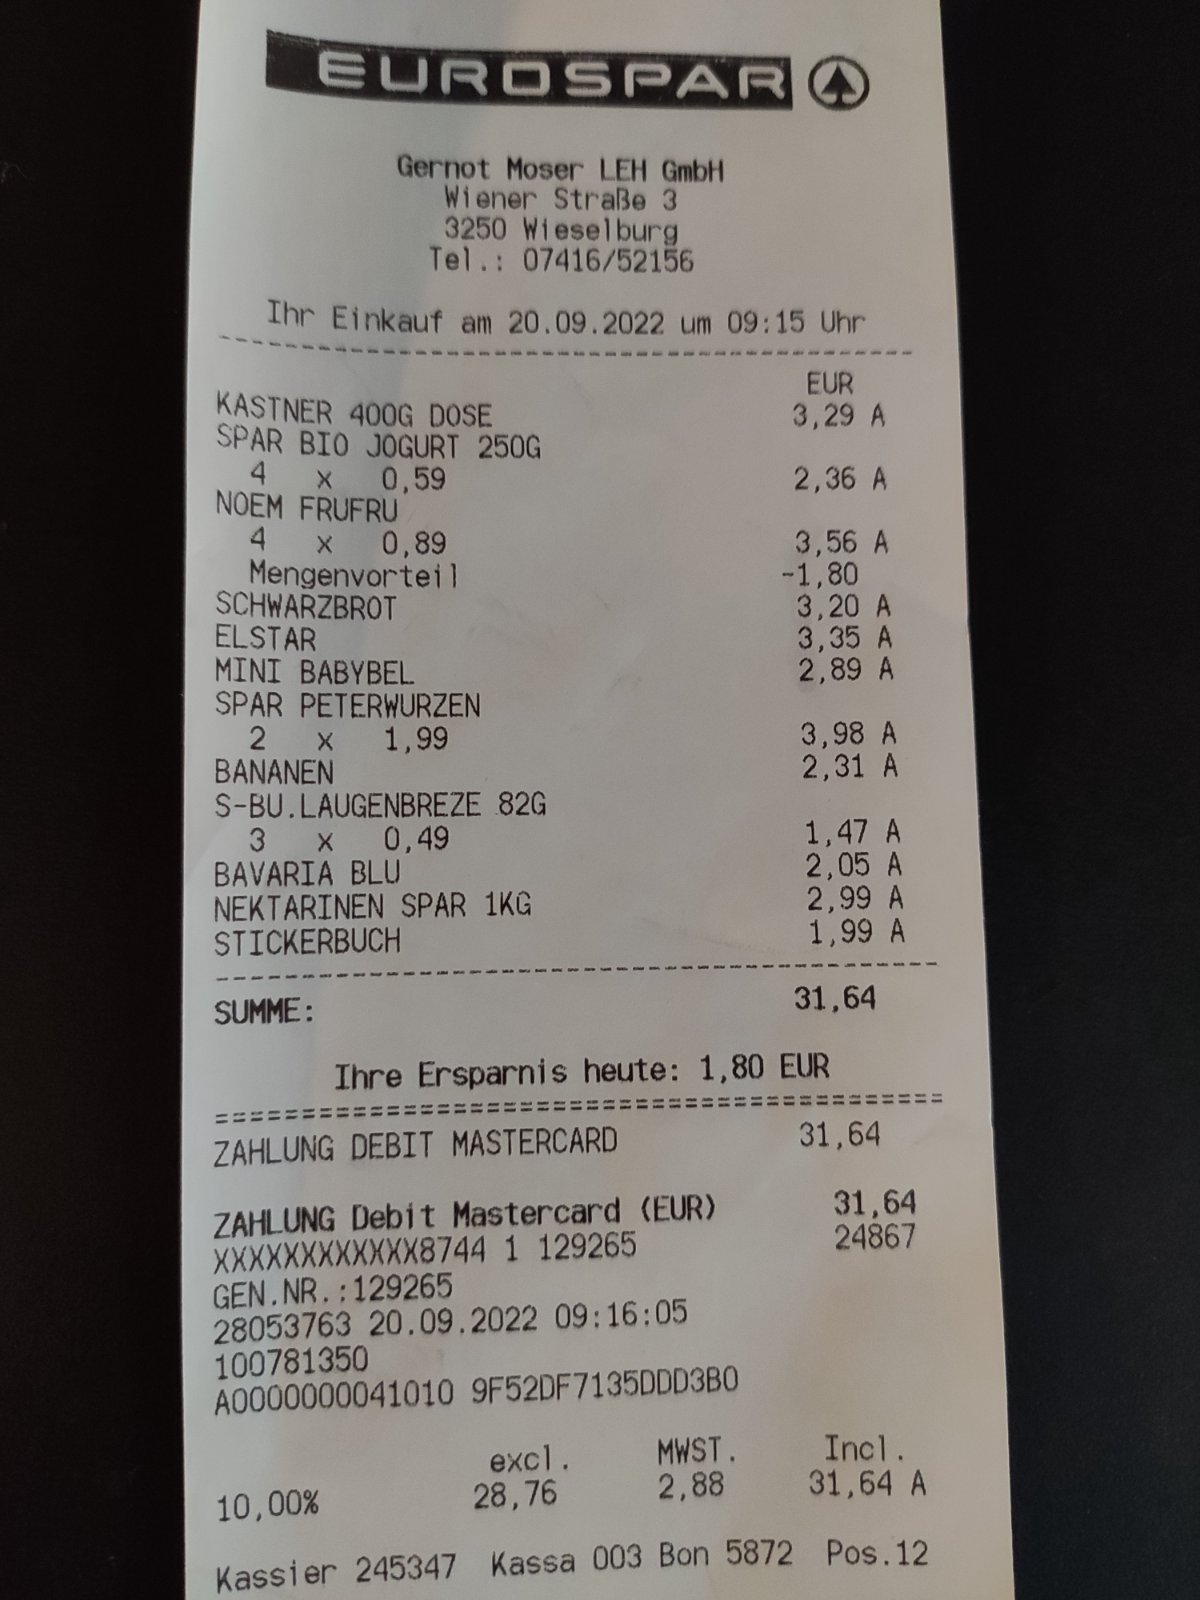 EUROSPAR
Gernot Moser LEH GmbH
Wiener Straße 3
3250 Wieselburg
Tel.: 07416/52156
Ihr Einkauf am 20.09.2022 um 09:15 Uhr
EUR
KASTNER 400G DOSE 3,29 A
SPAR BIO JOGURT 250G
4 x 0,59 2,36 A
NOEM FRUFRU
4 x 0,89 3,56 A
Mengenvorteil -1,80
SCHWARZBROT 3,20 A
ELSTAR 3,35 A
MINI BABYBEL 2,89 A
SPAR PETERWURZEN
2 x 1,99 3,98 A
BANANEN 2,31 A
S-BU.LAUGENBREZE 82G
3 x 0,49 1,47 A
BAVARIA BLU 2,05 A
NEKTARINEN SPAR 1KG 2,99 A
STICKERBUCH 1,99 A
SUMME: 31,64
Ihre Ersparnis heute: 1,80 EUR
ZAHLUNG DEBIT MASTERCARD 31,64
ZAHLUNG Debit Mastercard (EUR) 31,64
XXXXXXXXXXXX8744 1 129265 24867
GEN.NR.:129265
28053763 20.09.2022 09:16:05
100781350
A0000000041010 9F52DF7135DDD3B0
excl. MWST. Incl.
10,00% 28,76 2,88 31,64 A
Kassier 245347 Kassa 003 Bon 5872 Pos.12